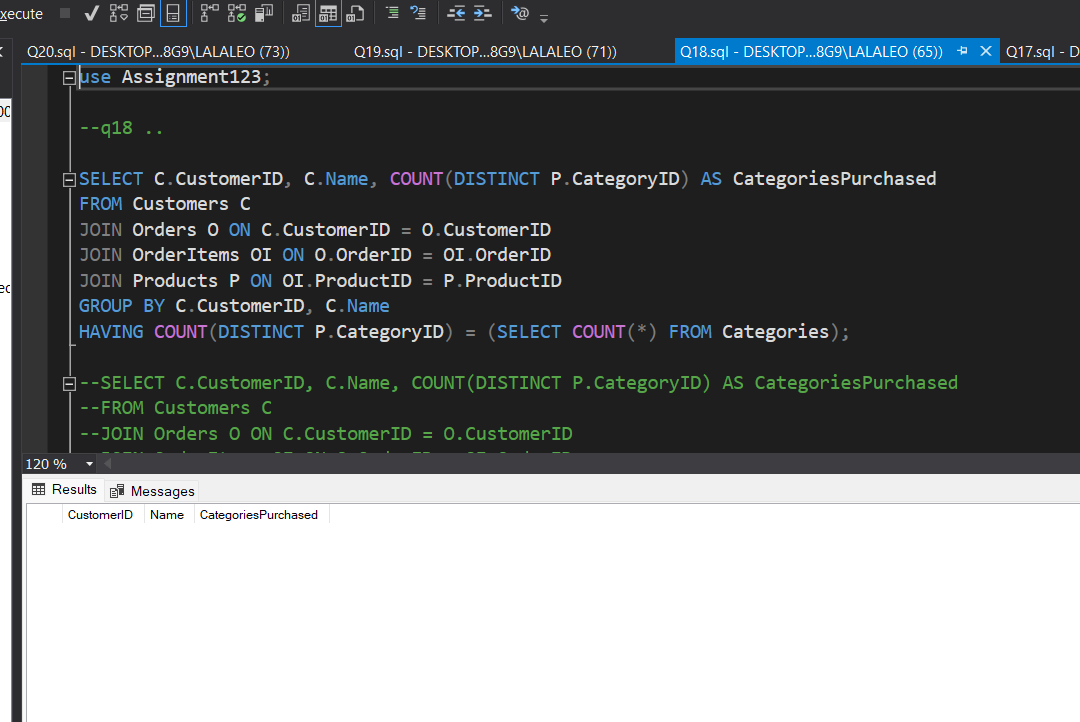 xecute
Q20.sql - DESKTOP...8G9\LALALEO (73))
Q19.sql - DESKTOP...8G9\LALALEO (71))
Q18.sql - DESKTOP...8G9\LALALEO (65))
Q17.sql - D
use Assignment123;
--q18 ..
SELECT C.CustomerID, C.Name, COUNT(DISTINCT P.CategoryID) AS CategoriesPurchased
FROM Customers C
JOIN Orders O ON C.CustomerID = O.CustomerID
JOIN OrderItems OI ON O.OrderID = OI.OrderID
JOIN Products P ON OI.ProductID = P.ProductID
GROUP BY C.CustomerID, C.Name
HAVING COUNT(DISTINCT P.CategoryID) = (SELECT COUNT(*) FROM Categories);
--SELECT C.CustomerID, C.Name, COUNT(DISTINCT P.CategoryID) AS CategoriesPurchased
--FROM Customers C
--JOIN Orders O ON C.CustomerID = O.CustomerID
120 %
Results
Messages
CustomerID Name CategoriesPurchased